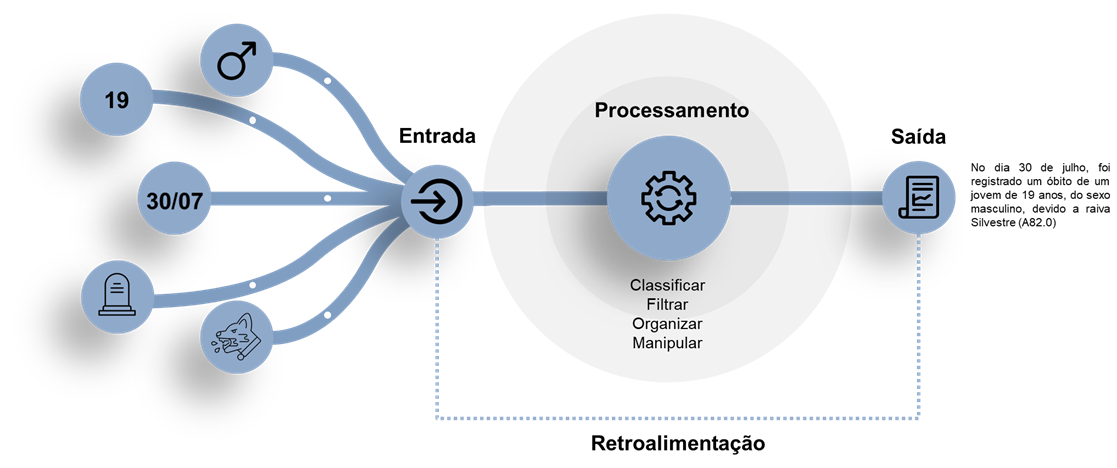 19
30/07
Entrada
Processamento
Classificar
Filtrar
Organizar
Manipular
Saída
No dia 30 de julho, foi
registrado um óbito de um
jovem de 19 anos, do sexo
masculino, devido a raiva
Silvestre (A82.0)
Retroalimentação